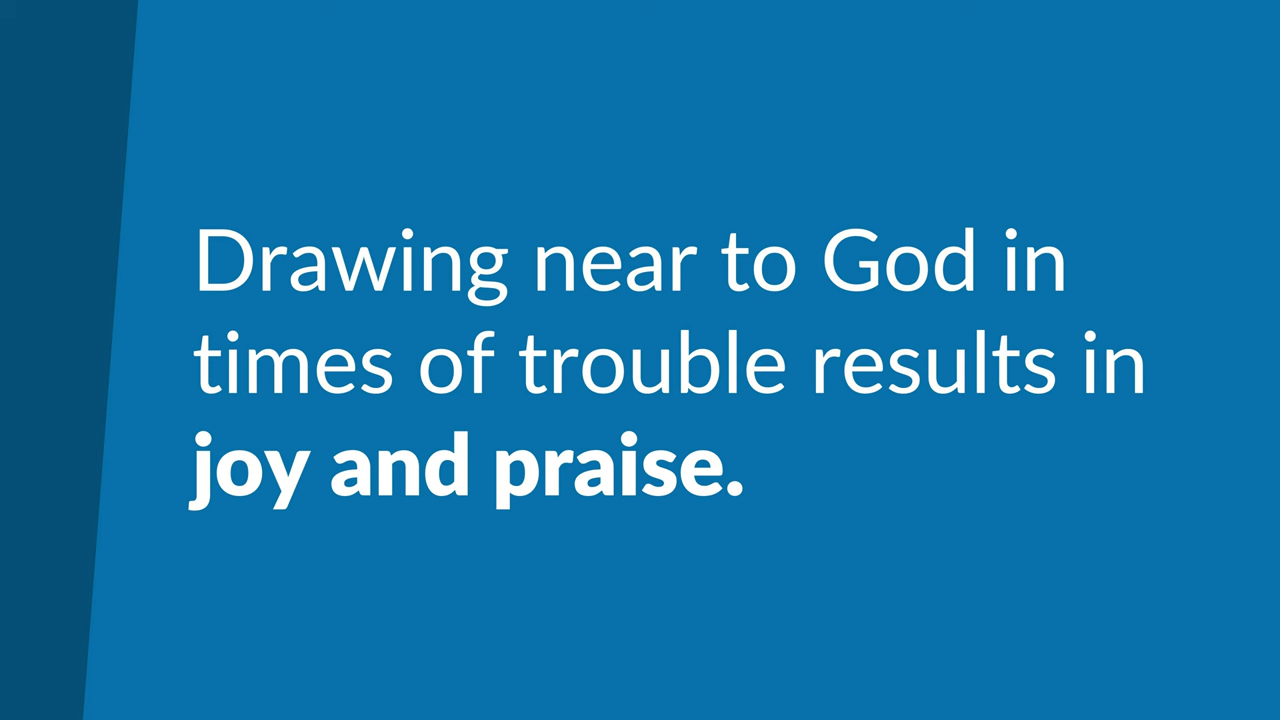 Drawing near to God in
times of trouble results in
joy and praise.